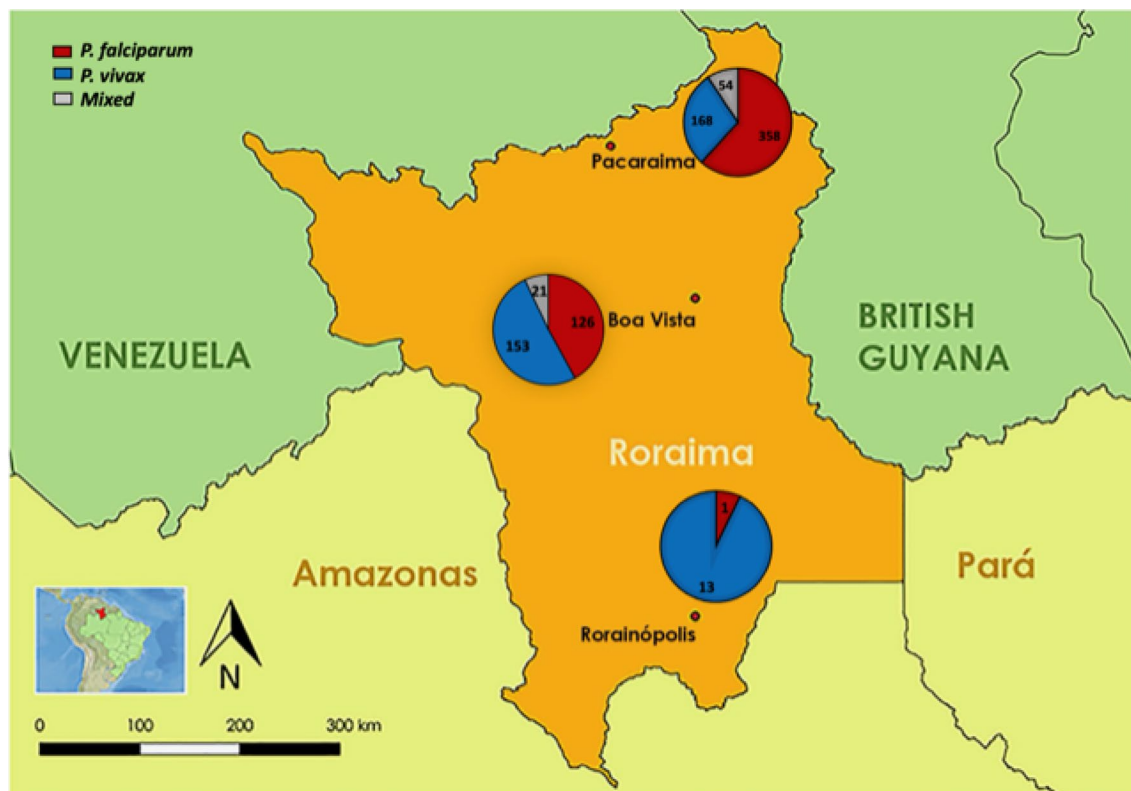 P. falciparum
P. vivax
Mixed
54
168
358
Pacaraima
21
126
153
Boa Vista
VENEZUELA
BRITISH
GUYANA
Roraima
1
13
Amazonas
Pará
Rorainópolis
N
0 100 200 300 km